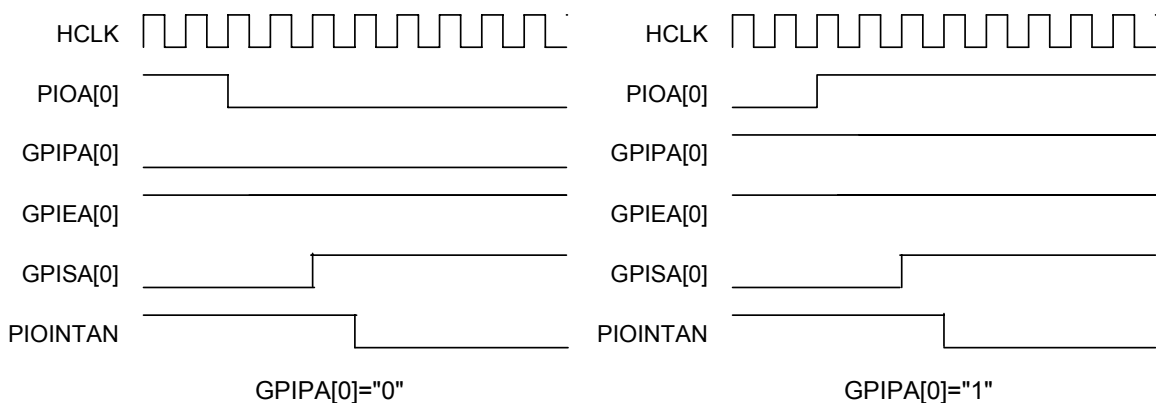 HCLK
PIOA[0]
GPIPA[0]
GPIEA[0]
GPISA[0]
PIOINTAN
GPIPA[0]="0"
HCLK
PIOA[0]
GPIPA[0]
GPIEA[0]
GPISA[0]
PIOINTAN
GPIPA[0]="1"